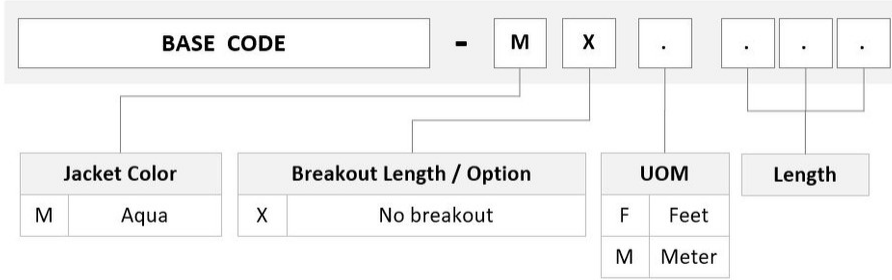 BASE CODE - M X . . . .
Jacket Color Breakout Length / Option UOM Length
M Aqua X No breakout F Feet
M Meter